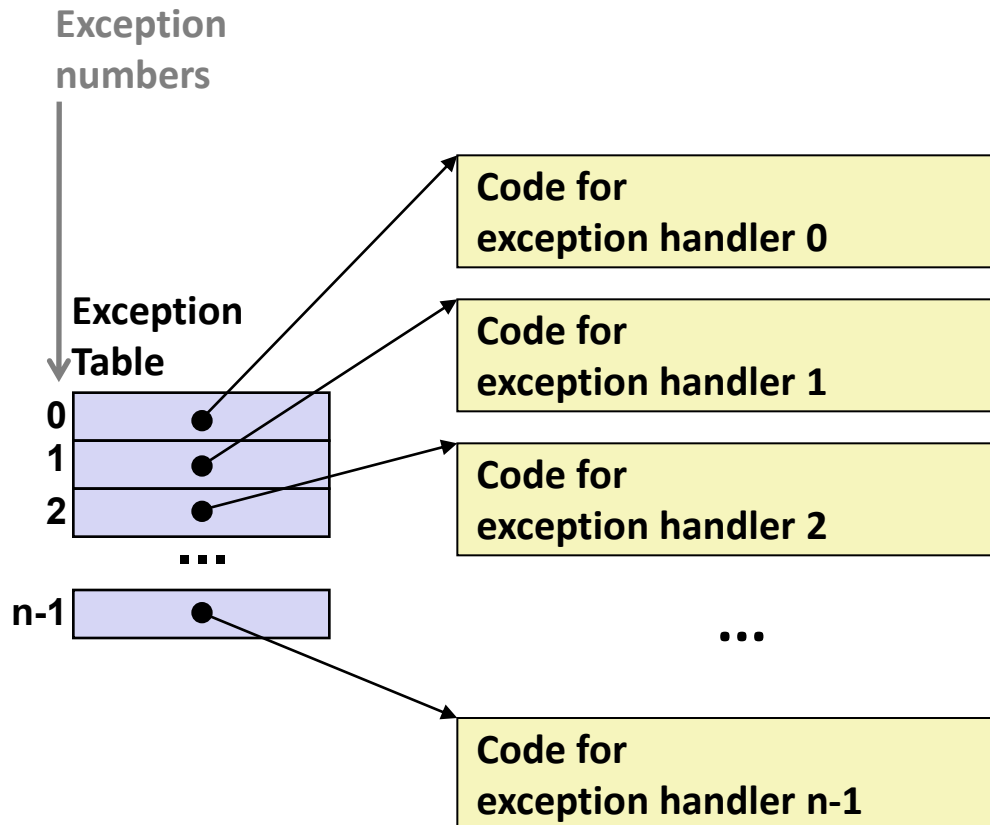 Exception
numbers
Code for
exception handler 0
Exception
Table
Code for
exception handler 1
0
1
2
Code for
exception handler 2
...
n-1
...
Code for
exception handler n-1